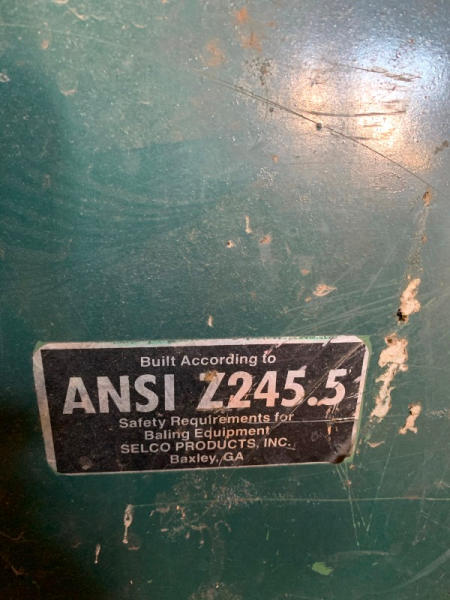 Built According to
ANSI Z245.5
Safety Requirements for
Baling Equipment
SELCO PRODUCTS, INC.
Baxley, GA